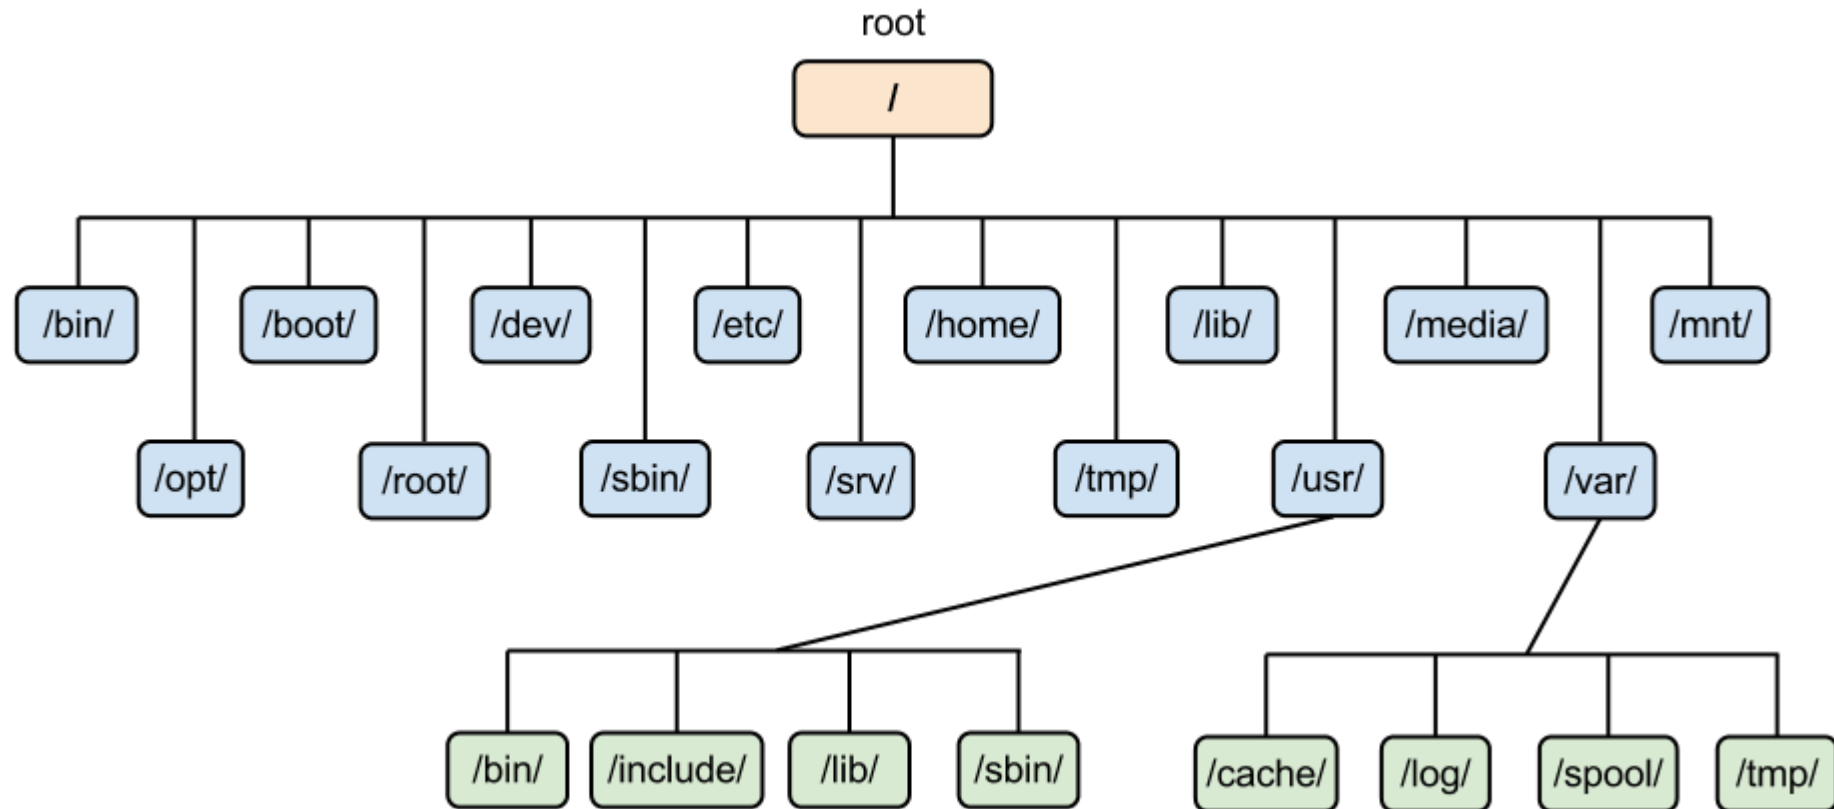 root
/
/bin/
/boot/
/dev/
/etc/
/home/
/lib/
/media/
/mnt/
/opt/
/root/
/sbin/
/srv/
/tmp/
/usr/
/var/
/bin/
/include/
/lib/
/sbin/
/cache/
/log/
/spool/
/tmp/